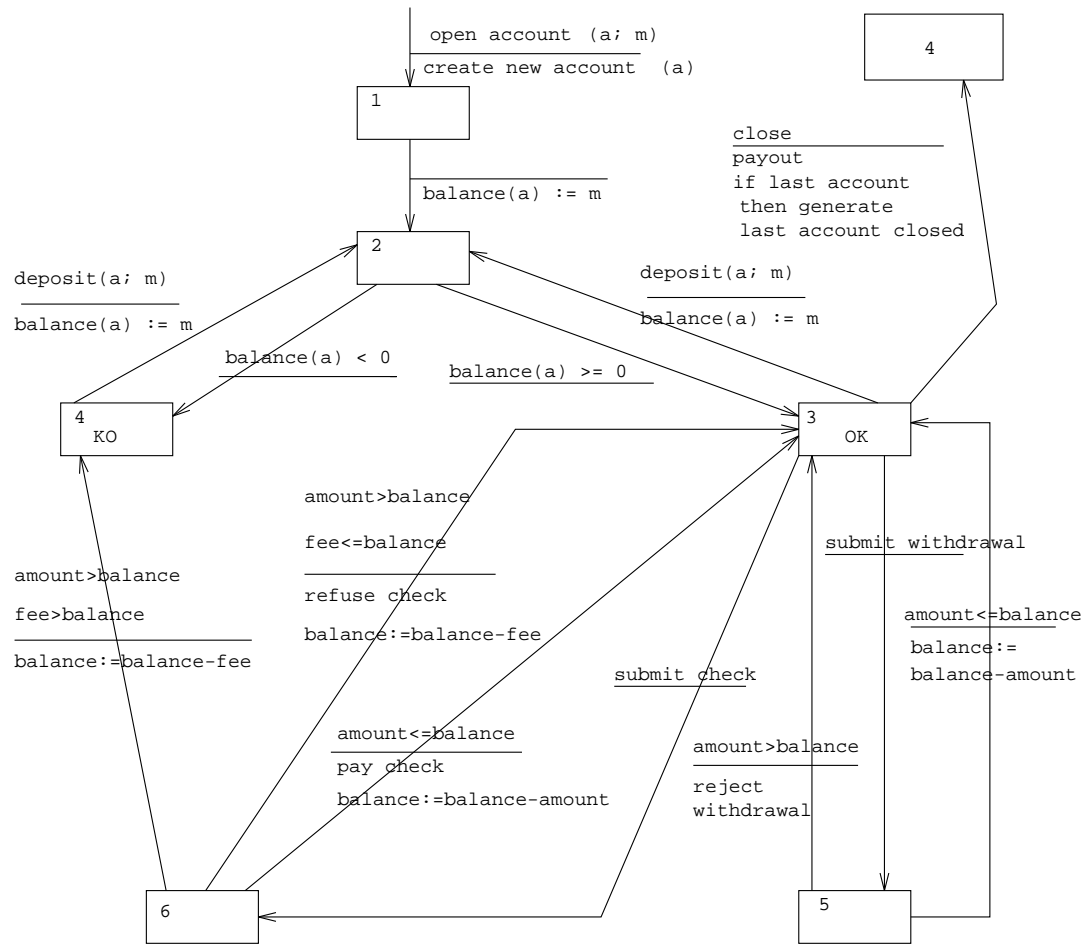 open account (a; m)
create new account (a)
4
1
close
payout
if last account
then generate
last account closed
balance(a) := m
2
deposit(a; m)
balance(a) := m
deposit(a; m)
balance(a) := m
balance(a) < 0
balance(a) >= 0
4
KO
3
OK
amount>balance
fee<=balance
refuse check
balance:=balance-fee
submit withdrawal
amount>balance
fee>balance
balance:=balance-fee
amount<=balance
balance:=
balance-amount
submit check
amount<=balance
pay check
balance:=balance-amount
amount>balance
reject
withdrawal
6
5